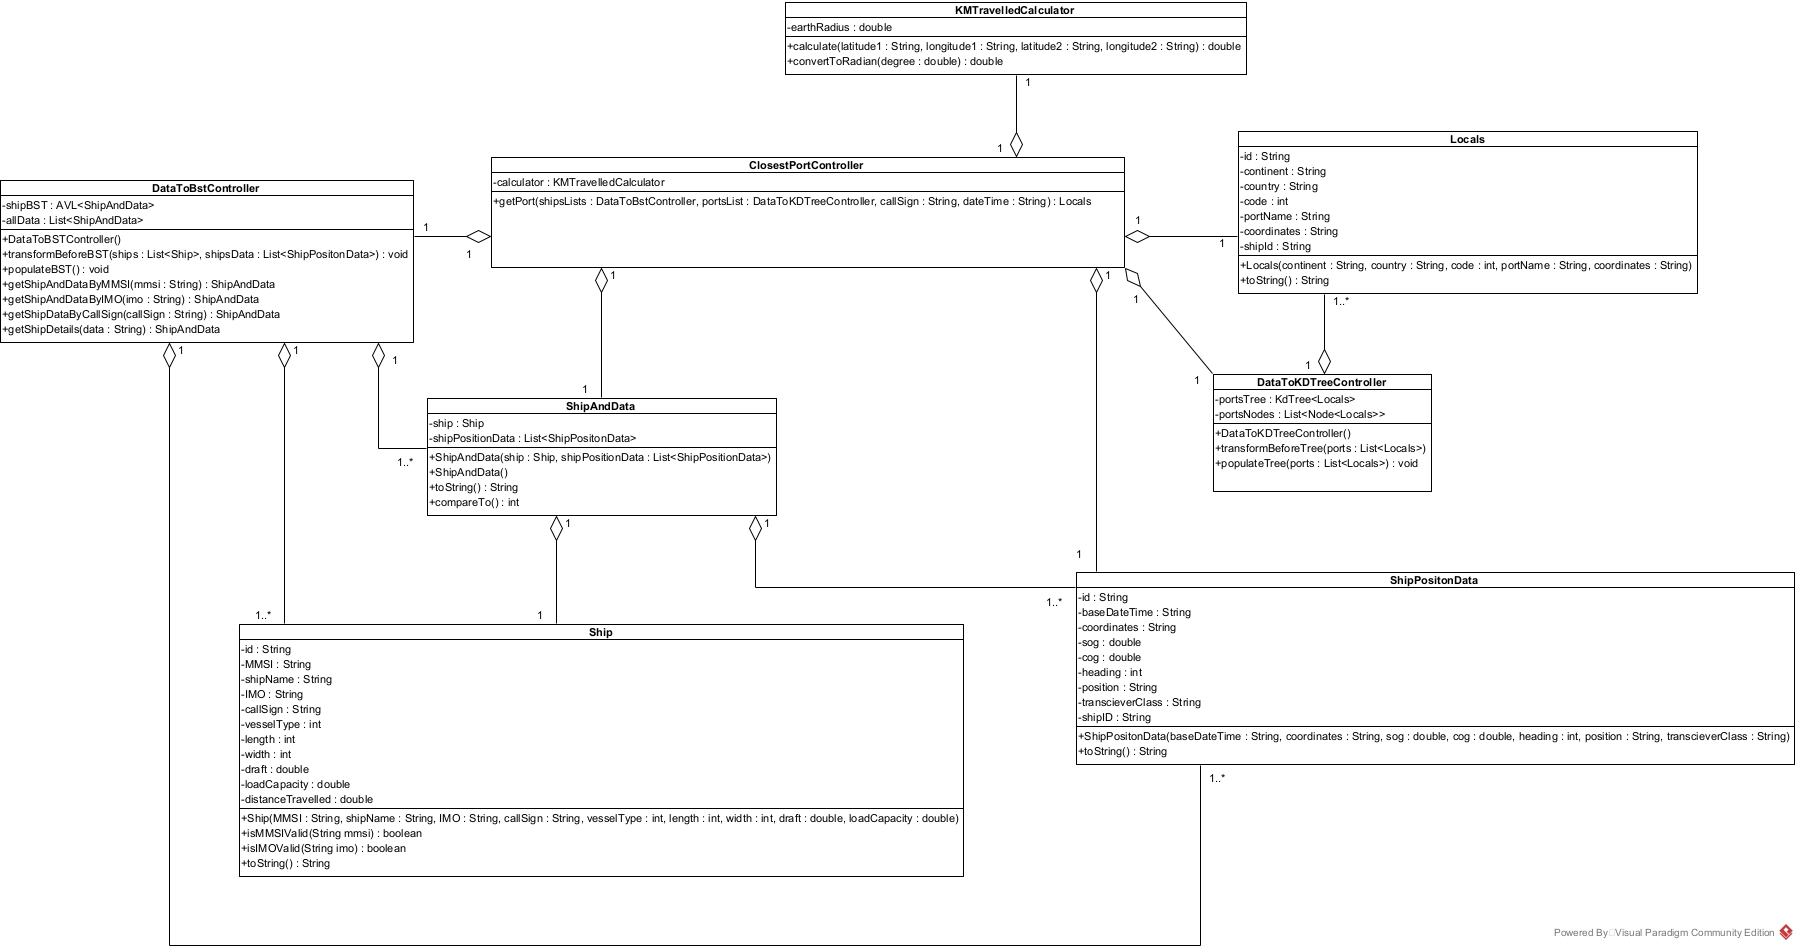 KMTravelledCalculator
-earthRadius : double
+calculate(latitude1 : String, longitude1 : String, latitude2 : String, longitude2 : String) : double
+convertToRadian(degree : double) : double
1
1
ClosestPortController
-calculator : KMTravelledCalculator
+getPort(shipsLists : DataToBstController, portsList : DataToKDTreeController, callSign : String, dateTime : String) : Locals
Locals
-id : String
-continent : String
-country : String
-code : int
-portName : String
-coordinates : String
-shipId : String
+Locals(continent : String, country : String, code : int, portName : String, coordinates : String)
+toString() : String
DataToBstController
-shipBST : AVL<ShipAndData>
-allData : List<ShipAndData>
+DataToBSTController()
+transformBeforeBST(ships : List<Ship>, shipsData : List<ShipPositonData>) : void
+populateBST() : void
+getShipAndDataByMMSI(mmsi : String) : ShipAndData
+getShipAndDataByIMO(imo : String) : ShipAndData
+getShipDataByCallSign(callSign : String) : ShipAndData
+getShipDetails(data : String) : ShipAndData
1
1
1
1
1
1
1
1..*
1
1
1
1
1
1
1
1..*
DataToKDTreeController
-portsTree : KdTree<Locals>
-portsNodes : List<Node<Locals>>
+DataToKDTreeController()
+transformBeforeTree(ports : List<Locals>)
+populateTree(ports : List<Locals>) : void
ShipAndData
-ship : Ship
-shipPositionData : List<ShipPositonData>
+ShipAndData(ship : Ship, shipPositionData : List<ShipPositionData>)
+ShipAndData()
+toString() : String
+compareTo() : int
1
1
1
1..*
1
1..*
ShipPositonData
-id : String
-baseDateTime : String
-coordinates : String
-sog : double
-cog : double
-heading : int
-position : String
-transcieverClass : String
-shipID : String
+ShipPositonData(baseDateTime : String, coordinates : String, sog : double, cog : double, heading : int, position : String, transcieverClass : String)
+toString() : String
1..*
Ship
-id : String
-MMSI : String
-shipName : String
-IMO : String
-callSign : String
-vesselType : int
-length : int
-width : int
-draft : double
-loadCapacity : double
-distanceTravelled : double
+Ship(MMSI : String, shipName : String, IMO : String, callSign : String, vesselType : int, length : int, width : int, draft : double, loadCapacity : double)
+isMMSIValid(String mmsi) : boolean
+isIMOValid(String imo) : boolean
+toString() : String
Powered By Visual Paradigm Community Edition